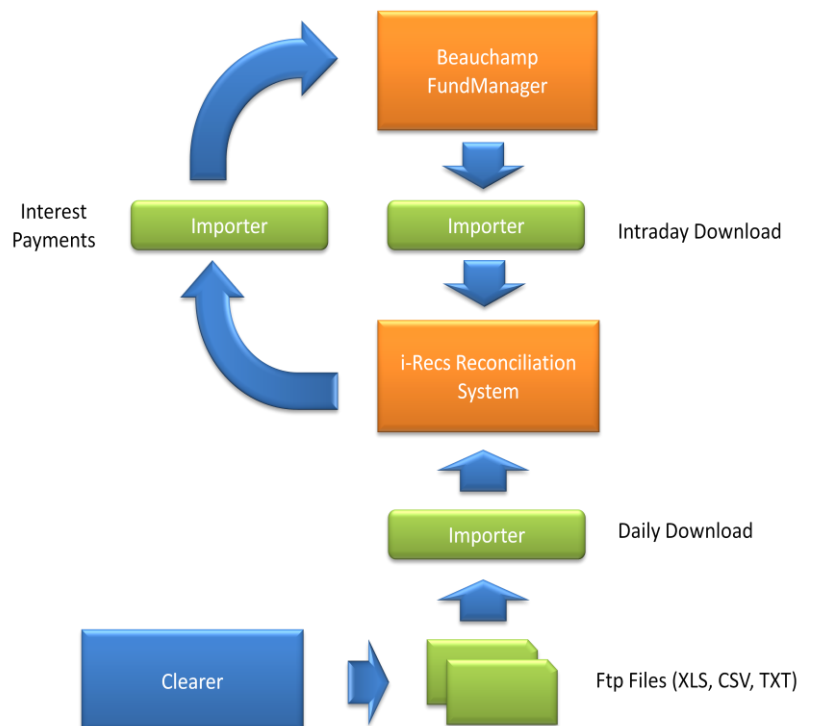 Beauchamp
FundManager
Interest
Payments
Importer
Importer
Intraday Download
i-Recs Reconciliation
System
Importer
Daily Download
Clearer
Ftp Files (XLS, CSV, TXT)